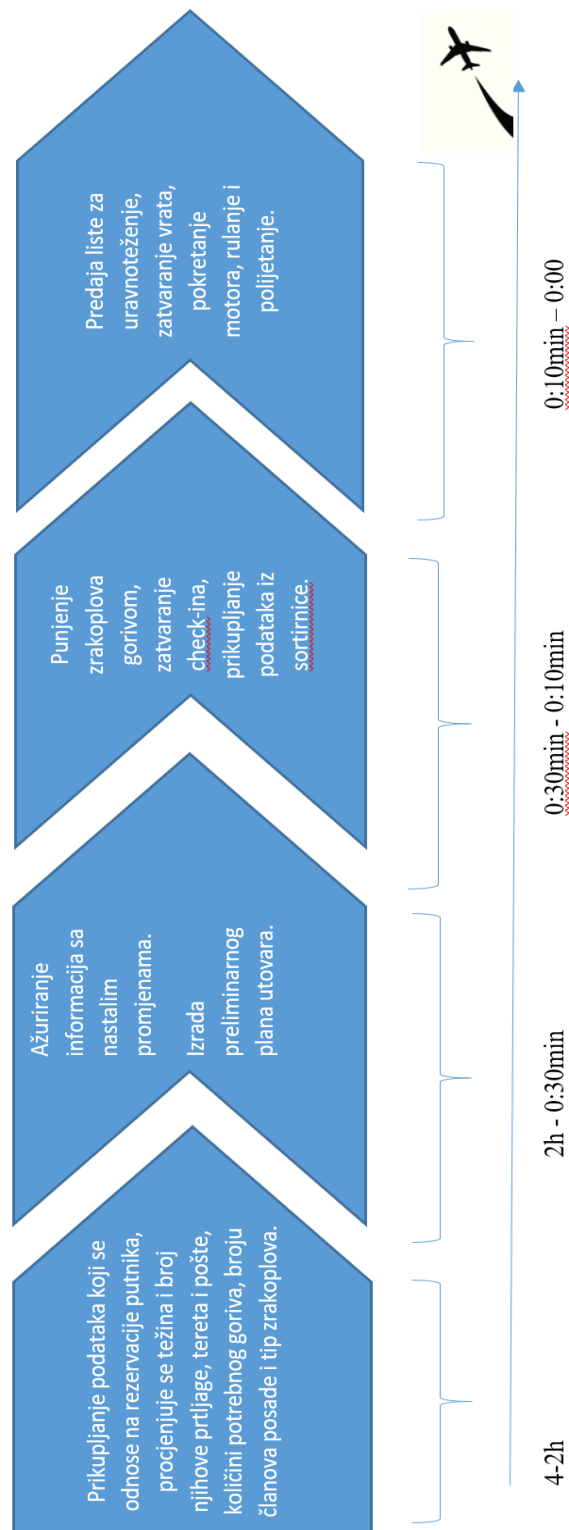 Prikupljanje podataka koji se
odnose na rezervacije putnika,
procjenjuje se težina i broj
njihove prtljage, tereta i pošte,
količini potrebnog goriva, broju
članova posade i tip zrakoplova.
Ažuriranje
informacija sa
nastalim
promjenama.
Izrada
preliminarnog
plana utovara.
Punjenje
zrakoplova
gorivom,
zatvaranje
check-ina,
prikupljanje
podataka iz
sortirnice.
Predaja liste za
uravnoteženje,
zatvaranje vrata,
pokretanje
motora, rulanje i
polijetanje.
4-2h
2h - 0:30min
0:30min - 0:10min
0:10min – 0:00